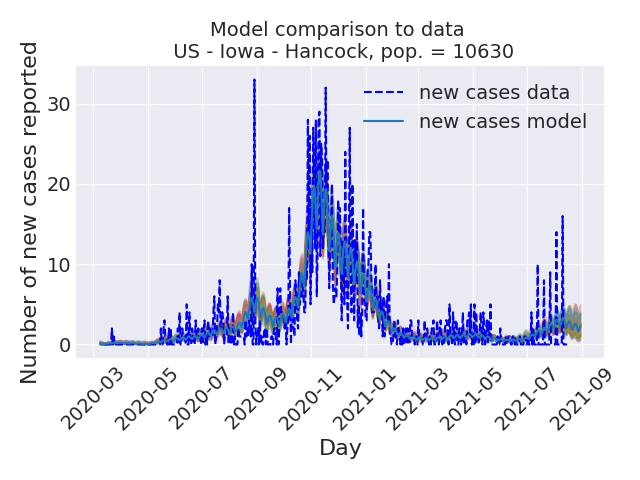 Model comparison to data
US - Iowa - Hancock, pop. = 10630
Number of new cases reported
30
20
10
0
new cases data
new cases model
2020-03
2020-05
2020-07
2020-09
2020-11
2021-01
2021-03
2021-05
2021-07
2021-09
Day